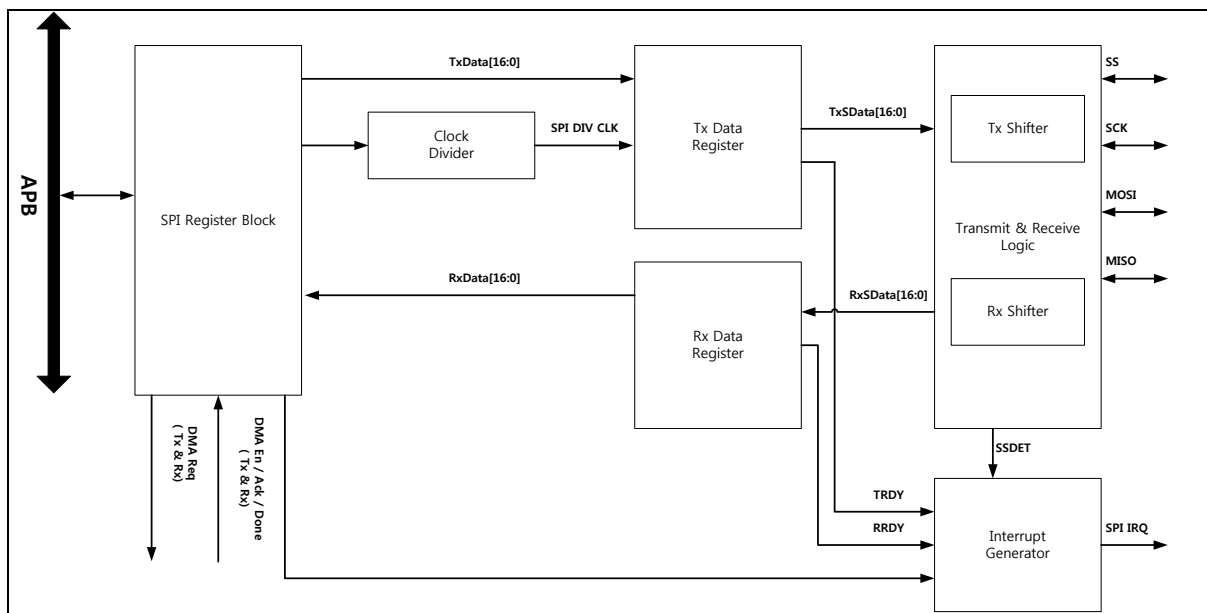 APB
SPI Register Block
TxData[16:0]
Clock
Divider
SPI DIV CLK
Tx Data
Register
TxSData[16:0]
Tx Shifter
Transmit & Receive
Logic
Rx Shifter
SS
SCK
MOSI
MISO
RxData[16:0]
Rx Data
Register
RxSData[16:0]
DMA Req
( Tx & Rx)
DMA En / Ack / Done
( Tx & Rx)
SSDET
TRDY
RRDY
Interrupt
Generator
SPI IRQ